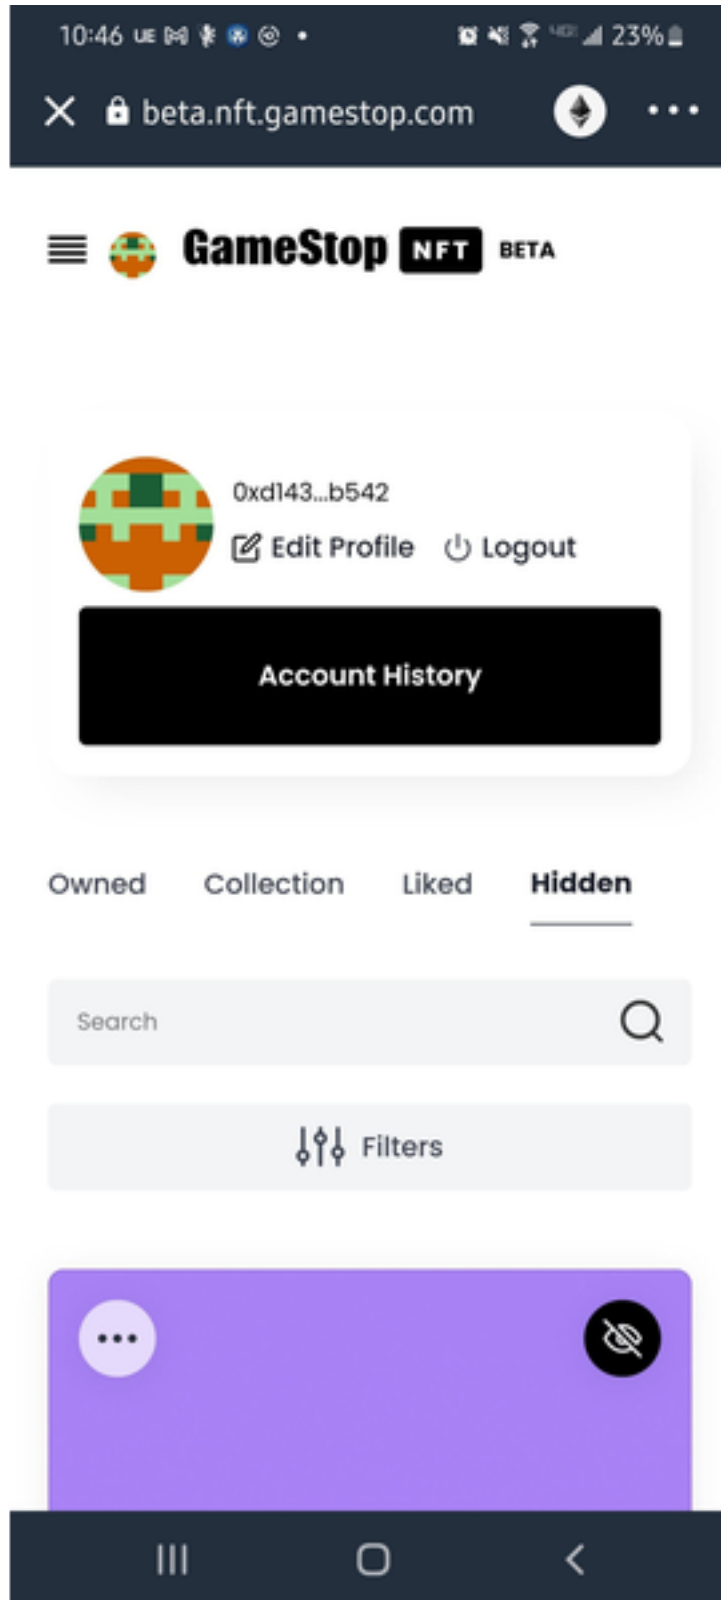 10:46 UE 23%
beta.nft.gamestop.com
GameStop NFT BETA
0xd143...b542
Edit Profile Logout
Account History
Owned Collection Liked Hidden
Search
Filters